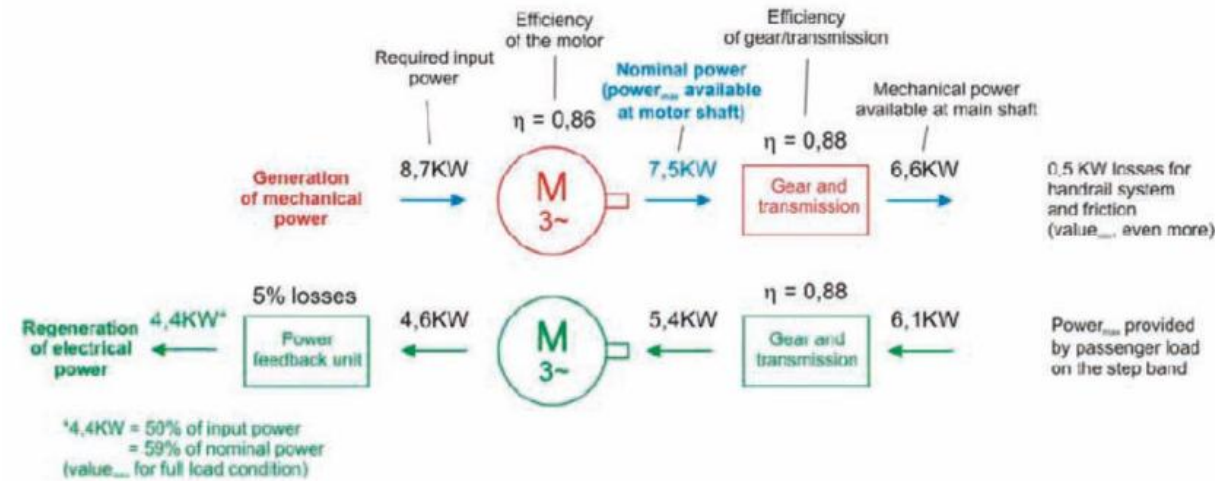 Efficiency
of the motor
Efficiency
of gear/transmission
Required input
power
Nominal power
(power available
at motor shaft)
Mechanical power
available at main shaft
η = 0,86
η = 0,88
Generation
of mechanical
power
8,7KW
M
3~
7,5KW
Gear and
transmission
6,6KW
0,5 KW losses for
handrail system
and friction
(value, even more)
5% losses
η = 0,88
Regeneration
of electrical
power
4,4KW*
Power
feedback unit
4,6KW
M
3~
5,4KW
Gear and
transmission
6,1KW
Power provided
by passenger load
on the step band
*4,4KW = 50% of input power
= 59% of nominal power
(value for full load condition)